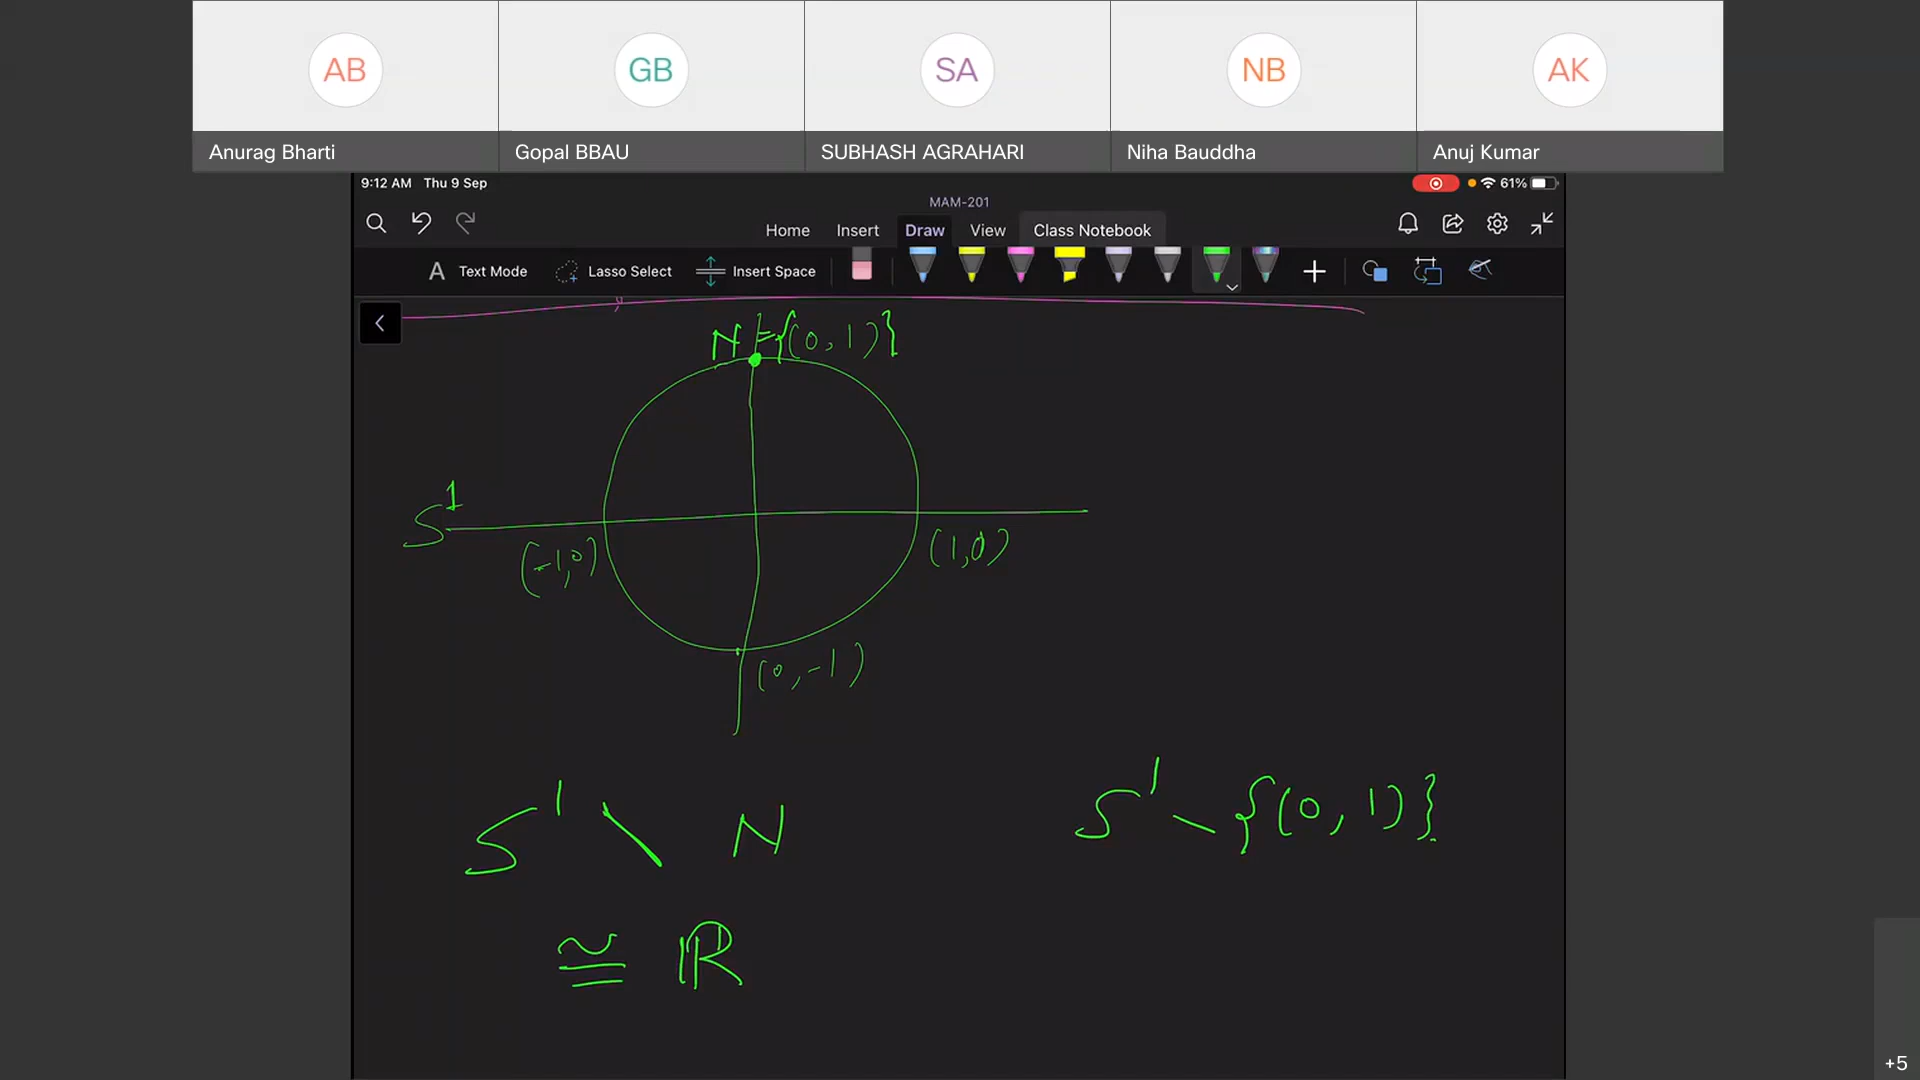 AB GB SA NB AK
Anurag Bharti Gopal BBAU SUBHASH AGRAHARI Niha Bauddha Anuj Kumar
9:12 AM Thu 9 Sep 61%
MAM-201
Home Insert Draw View Class Notebook
A Text Mode Lasso Select Insert Space
N = {(0, 1)}
S¹
(-1,0) (1,0)
(0,-1)
S¹ \ N S¹ \ {(0, 1)}
≅ ℝ
+5